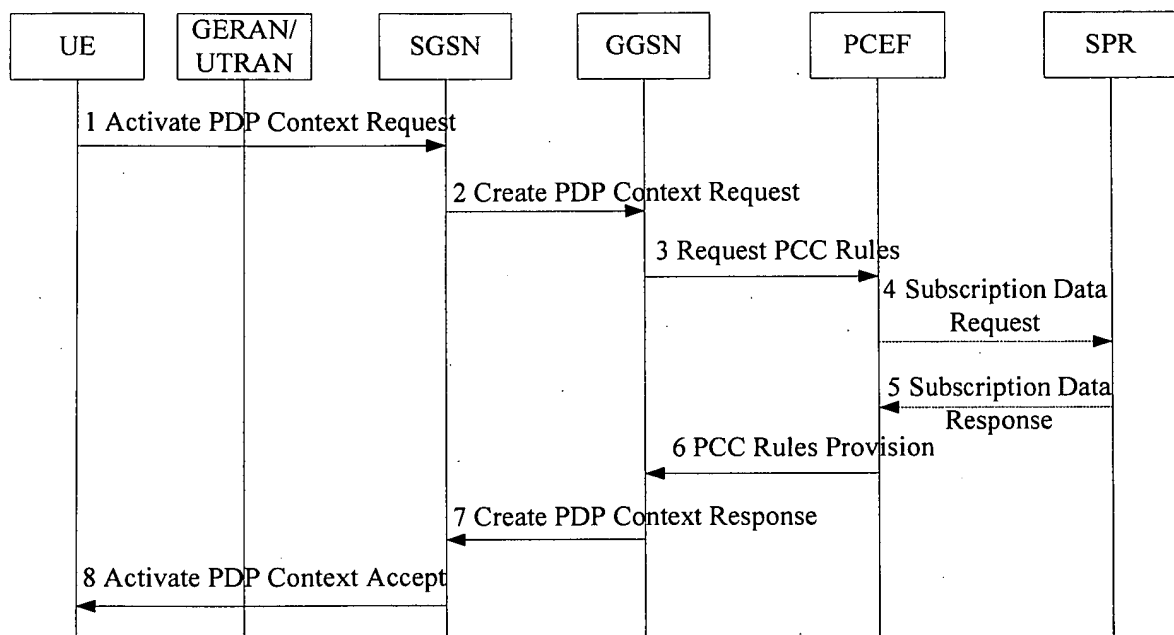 UE
GERAN/
UTRAN
SGSN
GGSN
PCEF
SPR
1 Activate PDP Context Request
2 Create PDP Context Request
3 Request PCC Rules
4 Subscription Data
Request
5 Subscription Data
Response
6 PCC Rules Provision
7 Create PDP Context Response
8 Activate PDP Context Accept